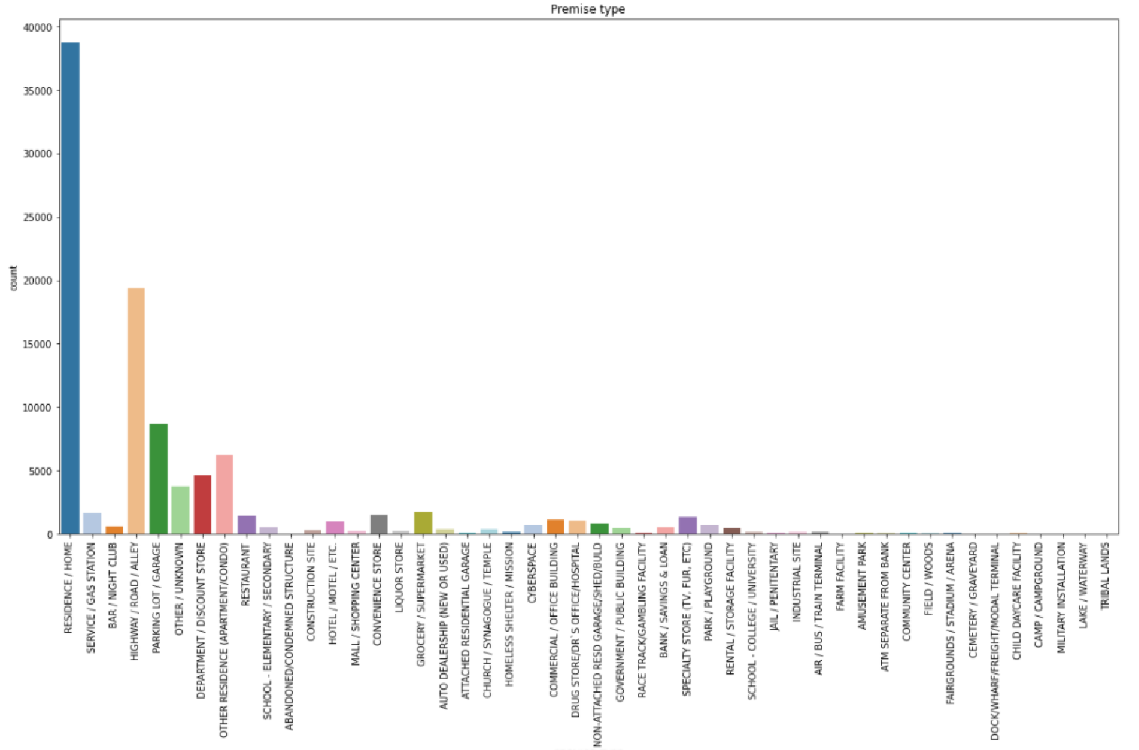 Premise type
40000
35000
30000
25000
20000
15000
10000
5000
0
count
RESIDENCE / HOME
SERVICE / GAS STATION
BAR / NIGHT CLUB
HIGHWAY / ROAD / ALLEY
PARKING LOT / GARAGE
OTHER / UNKNOWN
DEPARTMENT / DISCOUNT STORE
OTHER RESIDENCE (APARTMENT/CONDO)
RESTAURANT
SCHOOL - ELEMENTARY / SECONDARY
ABANDONED/CONDEMNED STRUCTURE
CONSTRUCTION SITE
HOTEL / MOTEL / ETC.
MALL / SHOPPING CENTER
CONVENIENCE STORE
LIQUOR STORE
GROCERY / SUPERMARKET
AUTO DEALERSHIP (NEW OR USED)
ATTACHED RESIDENTIAL GARAGE
CHURCH / SYNAGOGUE / TEMPLE
HOMELESS SHELTER / MISSION
CYBERSPACE
COMMERCIAL / OFFICE BUILDING
DRUG STORE/DR`S OFFICE/HOSPITAL
NON-ATTACHED RESD GARAGE/SHED/BULD
GOVERNMENT / PUBLIC BUILDING
RACE TRACK/GAMBLING FACILITY
BANK / SAVINGS & LOAN
SPECIALTY STORE (TV, FUR, ETC)
PARK / PLAYGROUND
RENTAL / STORAGE FACILITY
SCHOOL - COLLEGE / UNIVERSITY
JAIL / PENITENTARY
INDUSTRIAL SITE
AIR / BUS / TRAIN TERMINAL
FARM FACILITY
AMUSEMENT PARK
ATM SEPARATE FROM BANK
COMMUNITY CENTER
FIELD / WOODS
FAIRGROUNDS / STADIUM / ARENA
CEMETERY / GRAVEYARD
DOCK/WHARF/FREIGHT/MODAL TERMINAL
CHILD DAYCARE FACILITY
CAMP / CAMPGROUND
MILITARY INSTALLATION
LAKE / WATERWAY
TRIBAL LANDS